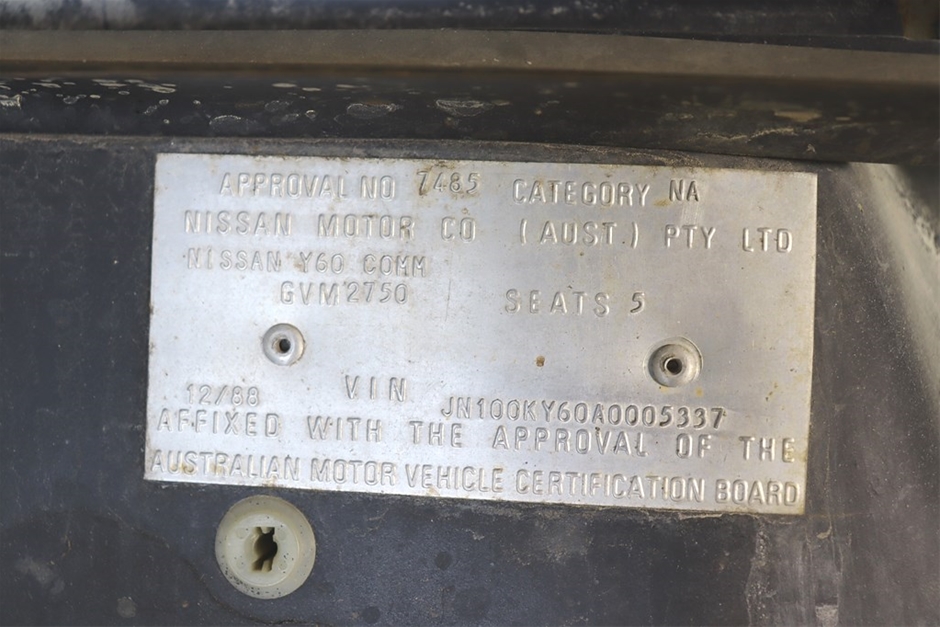 APPROVAL NO 7485 CATEGORY NA
NISSAN MOTOR CO (AUST.) PTY LTD
NISSAN Y60 COMM
GVM 2750 SEATS 5
12/88 VIN JN100KY60A0005337
AFFIXED WITH THE APPROVAL OF THE
AUSTRALIAN MOTOR VEHICLE CERTIFICATION BOARD